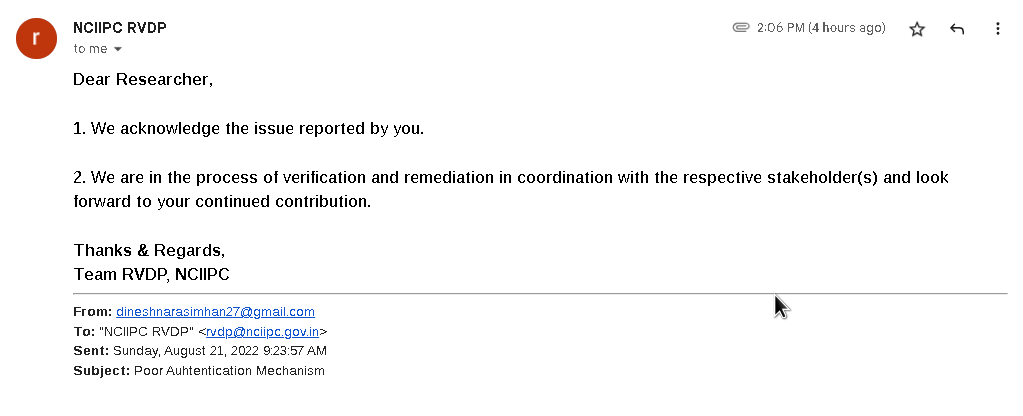 r
NCIIPC RVDP
2:06 PM (4 hours ago)
to me
Dear Researcher,
1. We acknowledge the issue reported by you.
2. We are in the process of verification and remediation in coordination with the respective stakeholder(s) and look
forward to your continued contribution.
Thanks & Regards,
Team RVDP, NCIIPC
From: dineshnarasimhan27@gmail.com
To: "NCIIPC RVDP" <rvdp@nciipc.gov.in>
Sent: Sunday, August 21, 2022 9:23:57 AM
Subject: Poor Auhtentication Mechanism